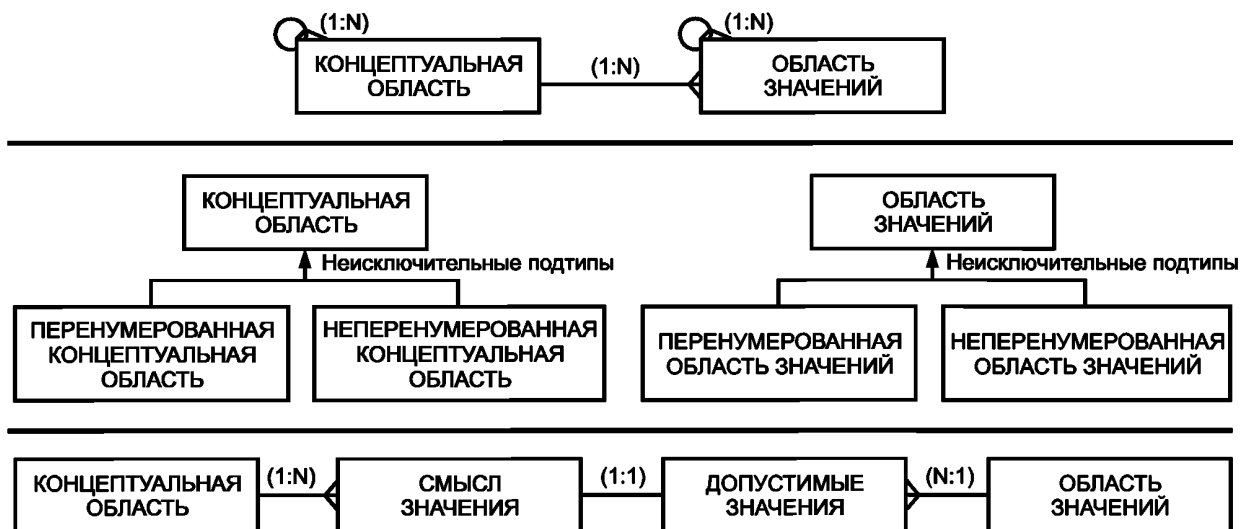 (1:N) (1:N)
КОНЦЕПТУАЛЬНАЯ (1:N) ОБЛАСТЬ
ОБЛАСТЬ ЗНАЧЕНИЙ
КОНЦЕПТУАЛЬНАЯ ОБЛАСТЬ
ОБЛАСТЬ ЗНАЧЕНИЙ
Неисключительные подтипы Неисключительные подтипы
ПЕРЕНУМЕРОВАННАЯ НЕПЕРЕНУМЕРОВАННАЯ ПЕРЕНУМЕРОВАННАЯ НЕПЕРЕНУМЕРОВАННАЯ
КОНЦЕПТУАЛЬНАЯ КОНЦЕПТУАЛЬНАЯ ОБЛАСТЬ ЗНАЧЕНИЙ ОБЛАСТЬ ЗНАЧЕНИЙ
ОБЛАСТЬ ОБЛАСТЬ
КОНЦЕПТУАЛЬНАЯ (1:N) СМЫСЛ (1:1) ДОПУСТИМЫЕ (N:1) ОБЛАСТЬ
ОБЛАСТЬ ЗНАЧЕНИЯ ЗНАЧЕНИЯ ЗНАЧЕНИЙ